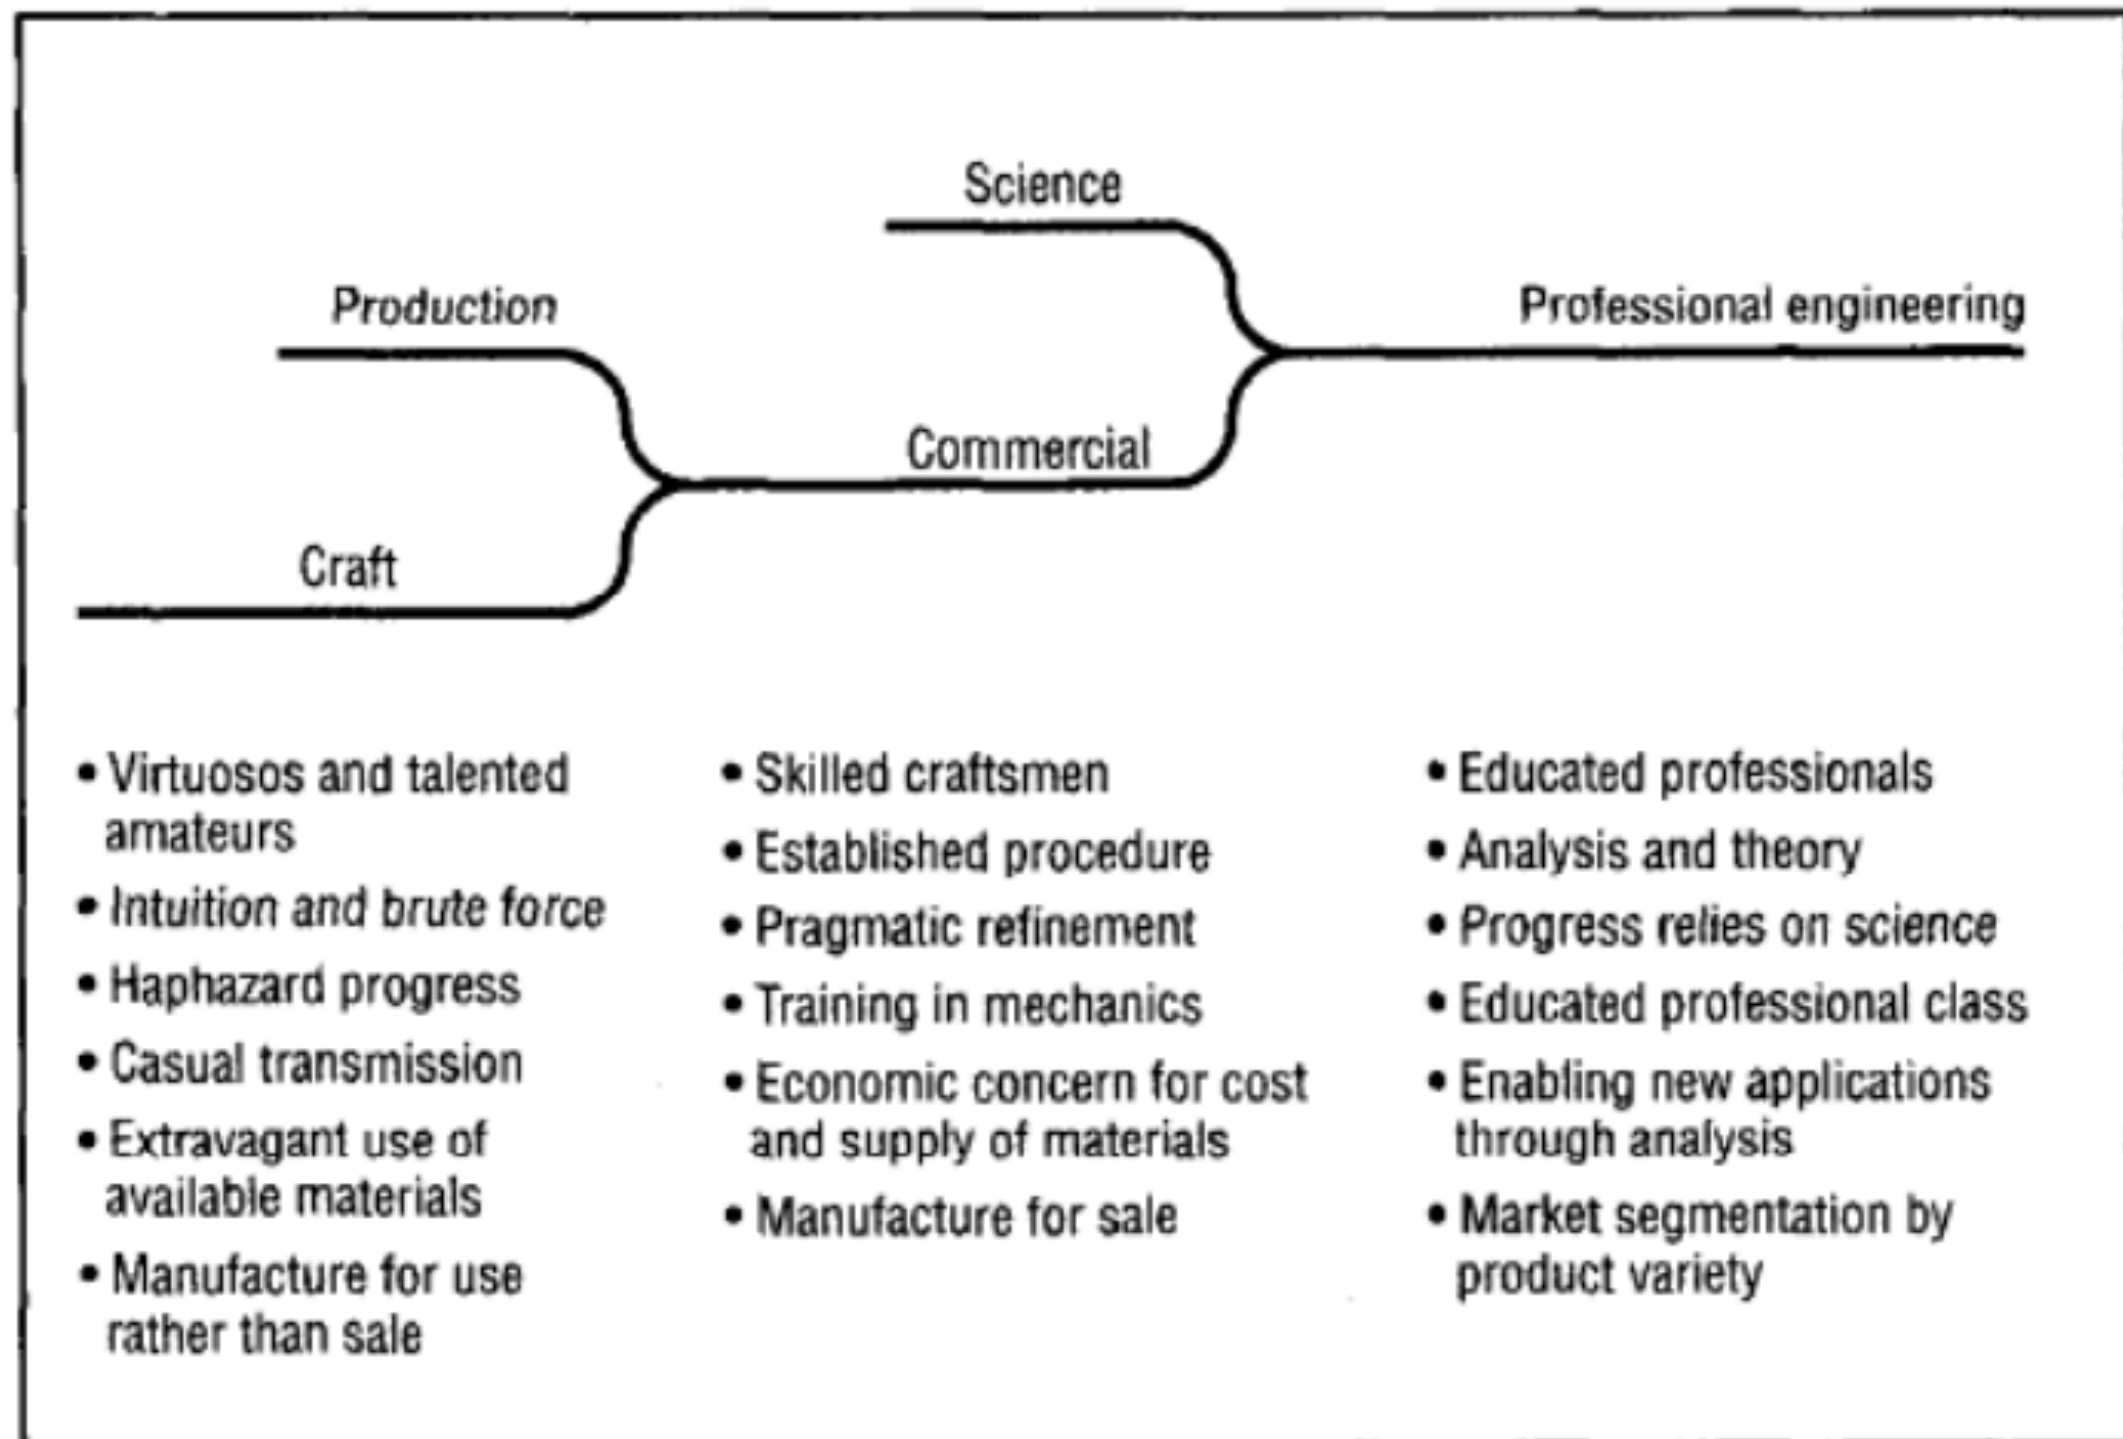 Science
Production
Professional engineering
Commercial
Craft
• Virtuosos and talented
amateurs
• Intuition and brute force
• Haphazard progress
• Casual transmission
• Extravagant use of
available materials
• Manufacture for use
rather than sale
• Skilled craftsmen
• Established procedure
• Pragmatic refinement
• Training in mechanics
• Economic concern for cost
and supply of materials
• Manufacture for sale
• Educated professionals
• Analysis and theory
• Progress relies on science
• Educated professional class
• Enabling new applications
through analysis
• Market segmentation by
product variety